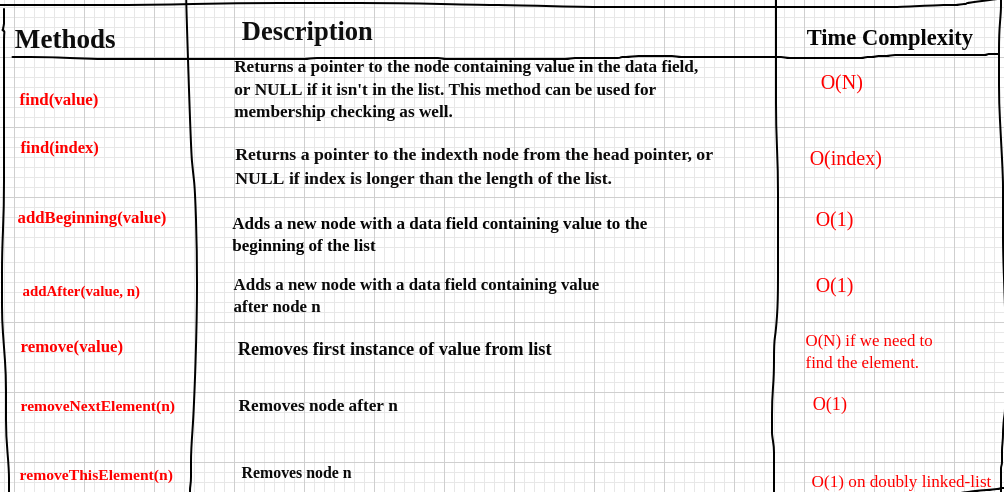 Methods Description Time Complexity
find(value) Returns a pointer to the node containing value in the data field, O(N)
or NULL if it isn't in the list. This method can be used for
membership checking as well.
find(index) Returns a pointer to the indexth node from the head pointer, or O(index)
NULL if index is longer than the length of the list.
addBeginning(value) Adds a new node with a data field containing value to the O(1)
beginning of the list
addAfter(value, n) Adds a new node with a data field containing value O(1)
after node n
remove(value) Removes first instance of value from list O(N) if we need to
find the element.
removeNextElement(n) Removes node after n O(1)
removeThisElement(n) Removes node n O(1) on doubly linked-list